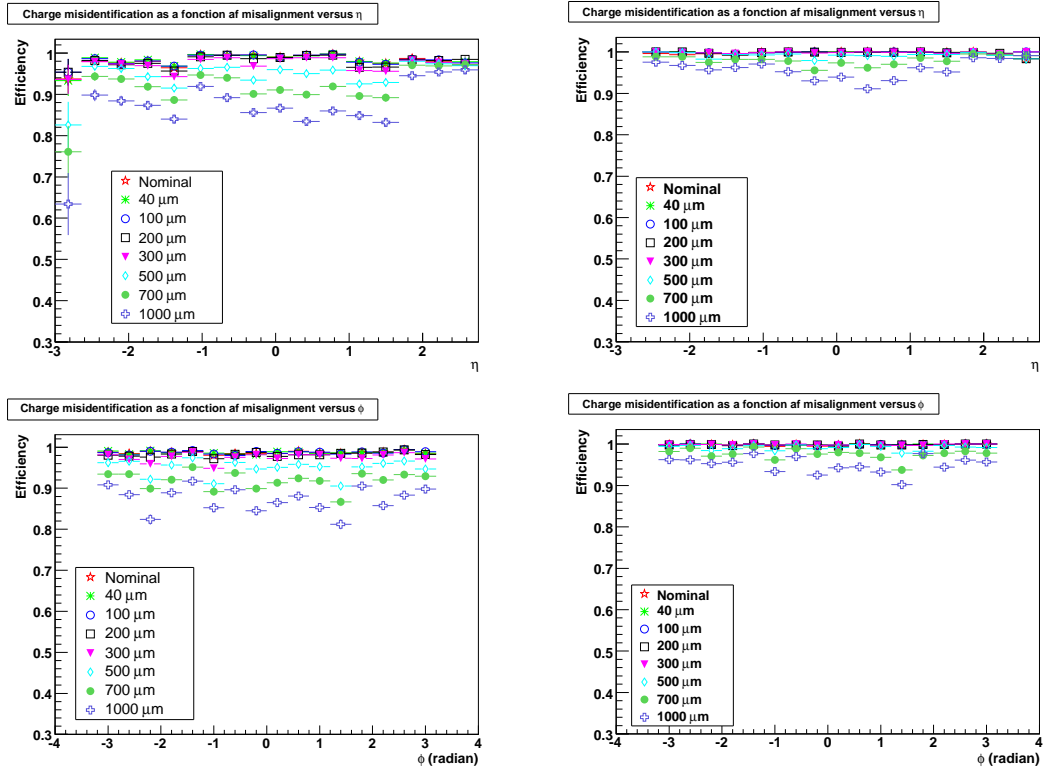 Charge misidentification as a fonction af misalignment versus η
Efficiency
1
0.9
0.8
0.7
0.6
0.5
0.4
0.3
Nominal
40 μm
100 μm
200 μm
300 μm
500 μm
700 μm
1000 μm
-3 -2 -1 0 1 2
η
Charge misidentification as a fonction af misalignment versus η
Efficiency
1
0.9
0.8
0.7
0.6
0.5
0.4
0.3
Nominal
40 μm
100 μm
200 μm
300 μm
500 μm
700 μm
1000 μm
-3 -2 -1 0 1 2
η
Charge misidentification as a fonction af misalignment versus ϕ
Efficiency
1
0.9
0.8
0.7
0.6
0.5
0.4
0.3
Nominal
40 μm
100 μm
200 μm
300 μm
500 μm
700 μm
1000 μm
-4 -3 -2 -1 0 1 2 3 4
ϕ (radian)
Charge misidentification as a fonction af misalignment versus ϕ
Efficiency
1
0.9
0.8
0.7
0.6
0.5
0.4
0.3
Nominal
40 μm
100 μm
200 μm
300 μm
500 μm
700 μm
1000 μm
-4 -3 -2 -1 0 1 2 3 4
ϕ (radian)